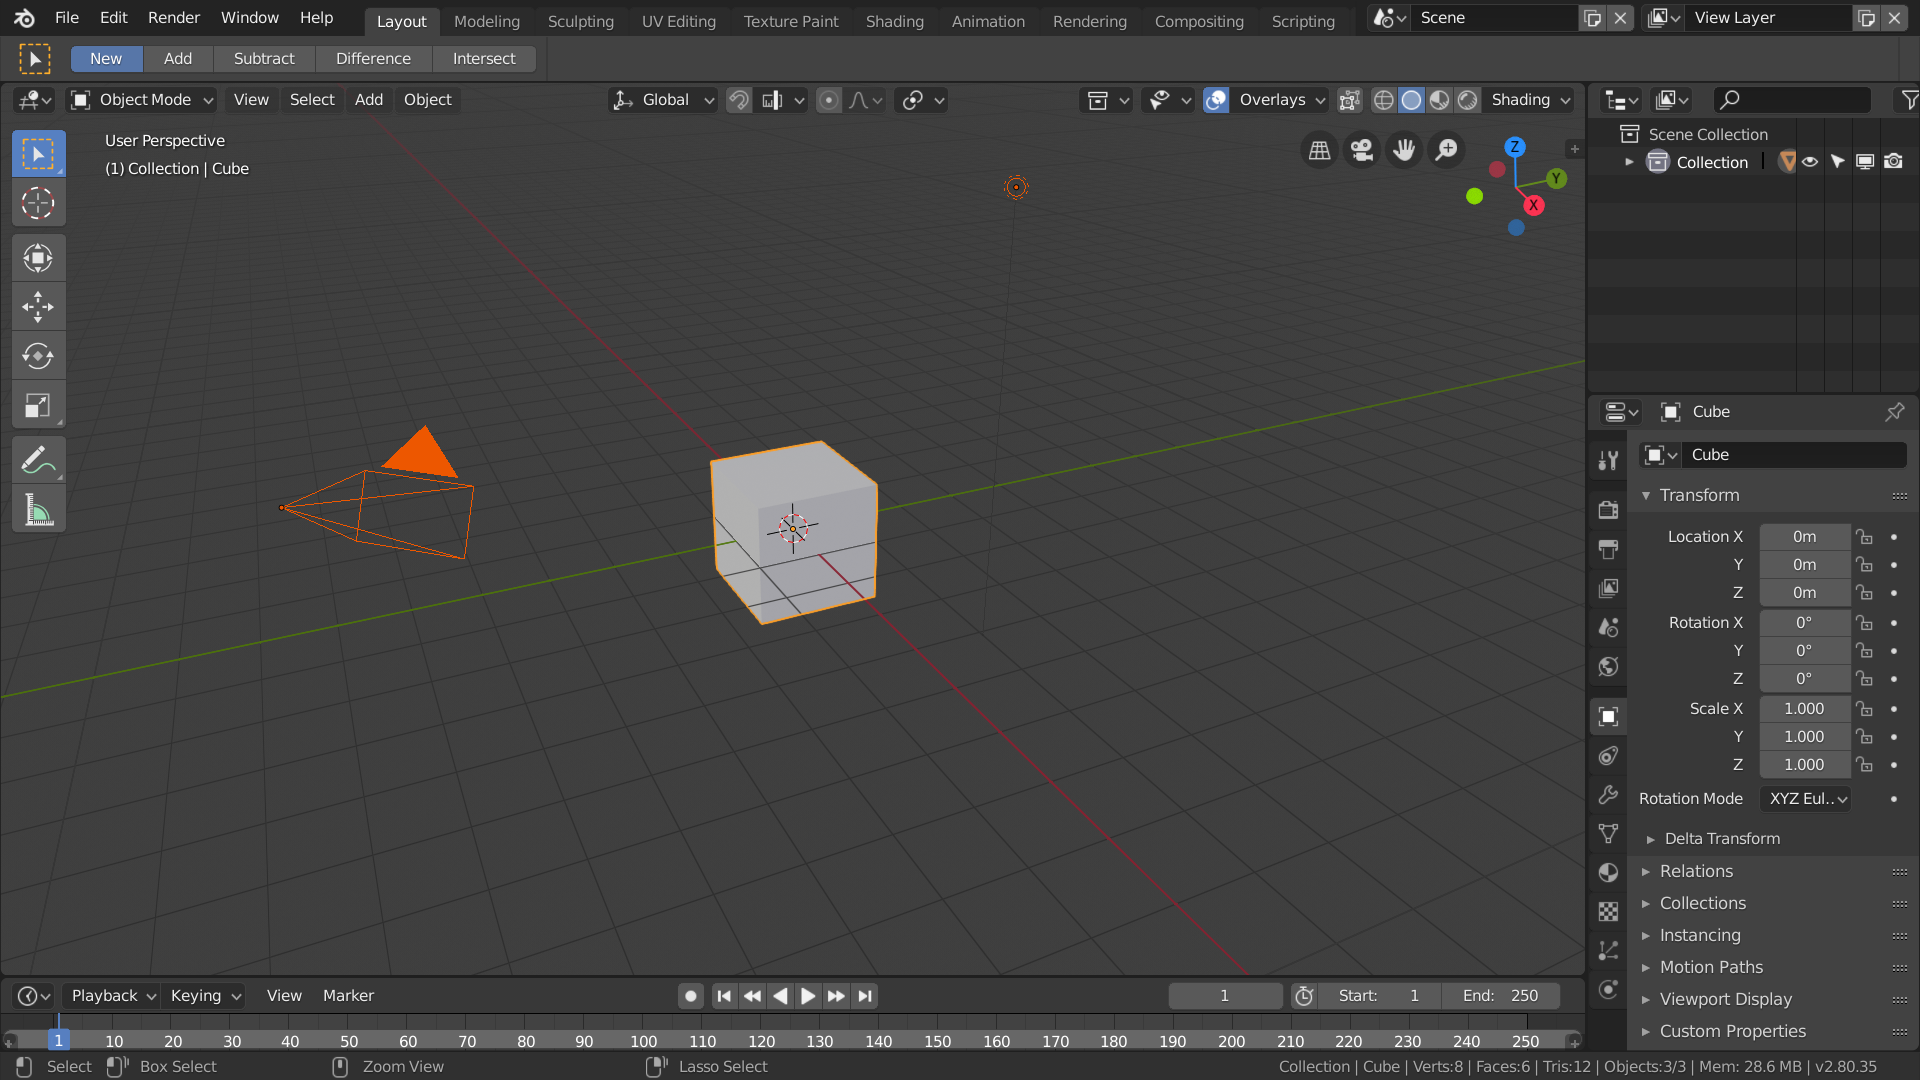 File Edit Render Window Help Layout Modeling Sculpting UV Editing Texture Paint Shading Animation Rendering Compositing Scripting Scene View Layer
New Add Subtract Difference Intersect
Object Mode View Select Add Object Global Overlays Shading
User Perspective
(1) Collection | Cube
Z
Y
X
Scene Collection
Collection
Cube
Cube
Transform
Location X 0m
Y 0m
Z 0m
Rotation X 0°
Y 0°
Z 0°
Scale X 1.000
Y 1.000
Z 1.000
Rotation Mode XYZ Eul..
Delta Transform
Relations
Collections
Instancing
Motion Paths
Viewport Display
Custom Properties
Playback Keying View Marker 1 Start: 1 End: 250
1 10 20 30 40 50 60 70 80 90 100 110 120 130 140 150 160 170 180 190 200 210 220 230 240 250
Select Box Select Zoom View Lasso Select Collection | Cube | Verts:8 | Faces:6 | Tris:12 | Objects:3/3 | Mem: 28.6 MB | v2.80.35